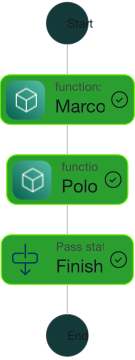 Start
function:
Marco
functio
Polo
Pass stat
Finish
End